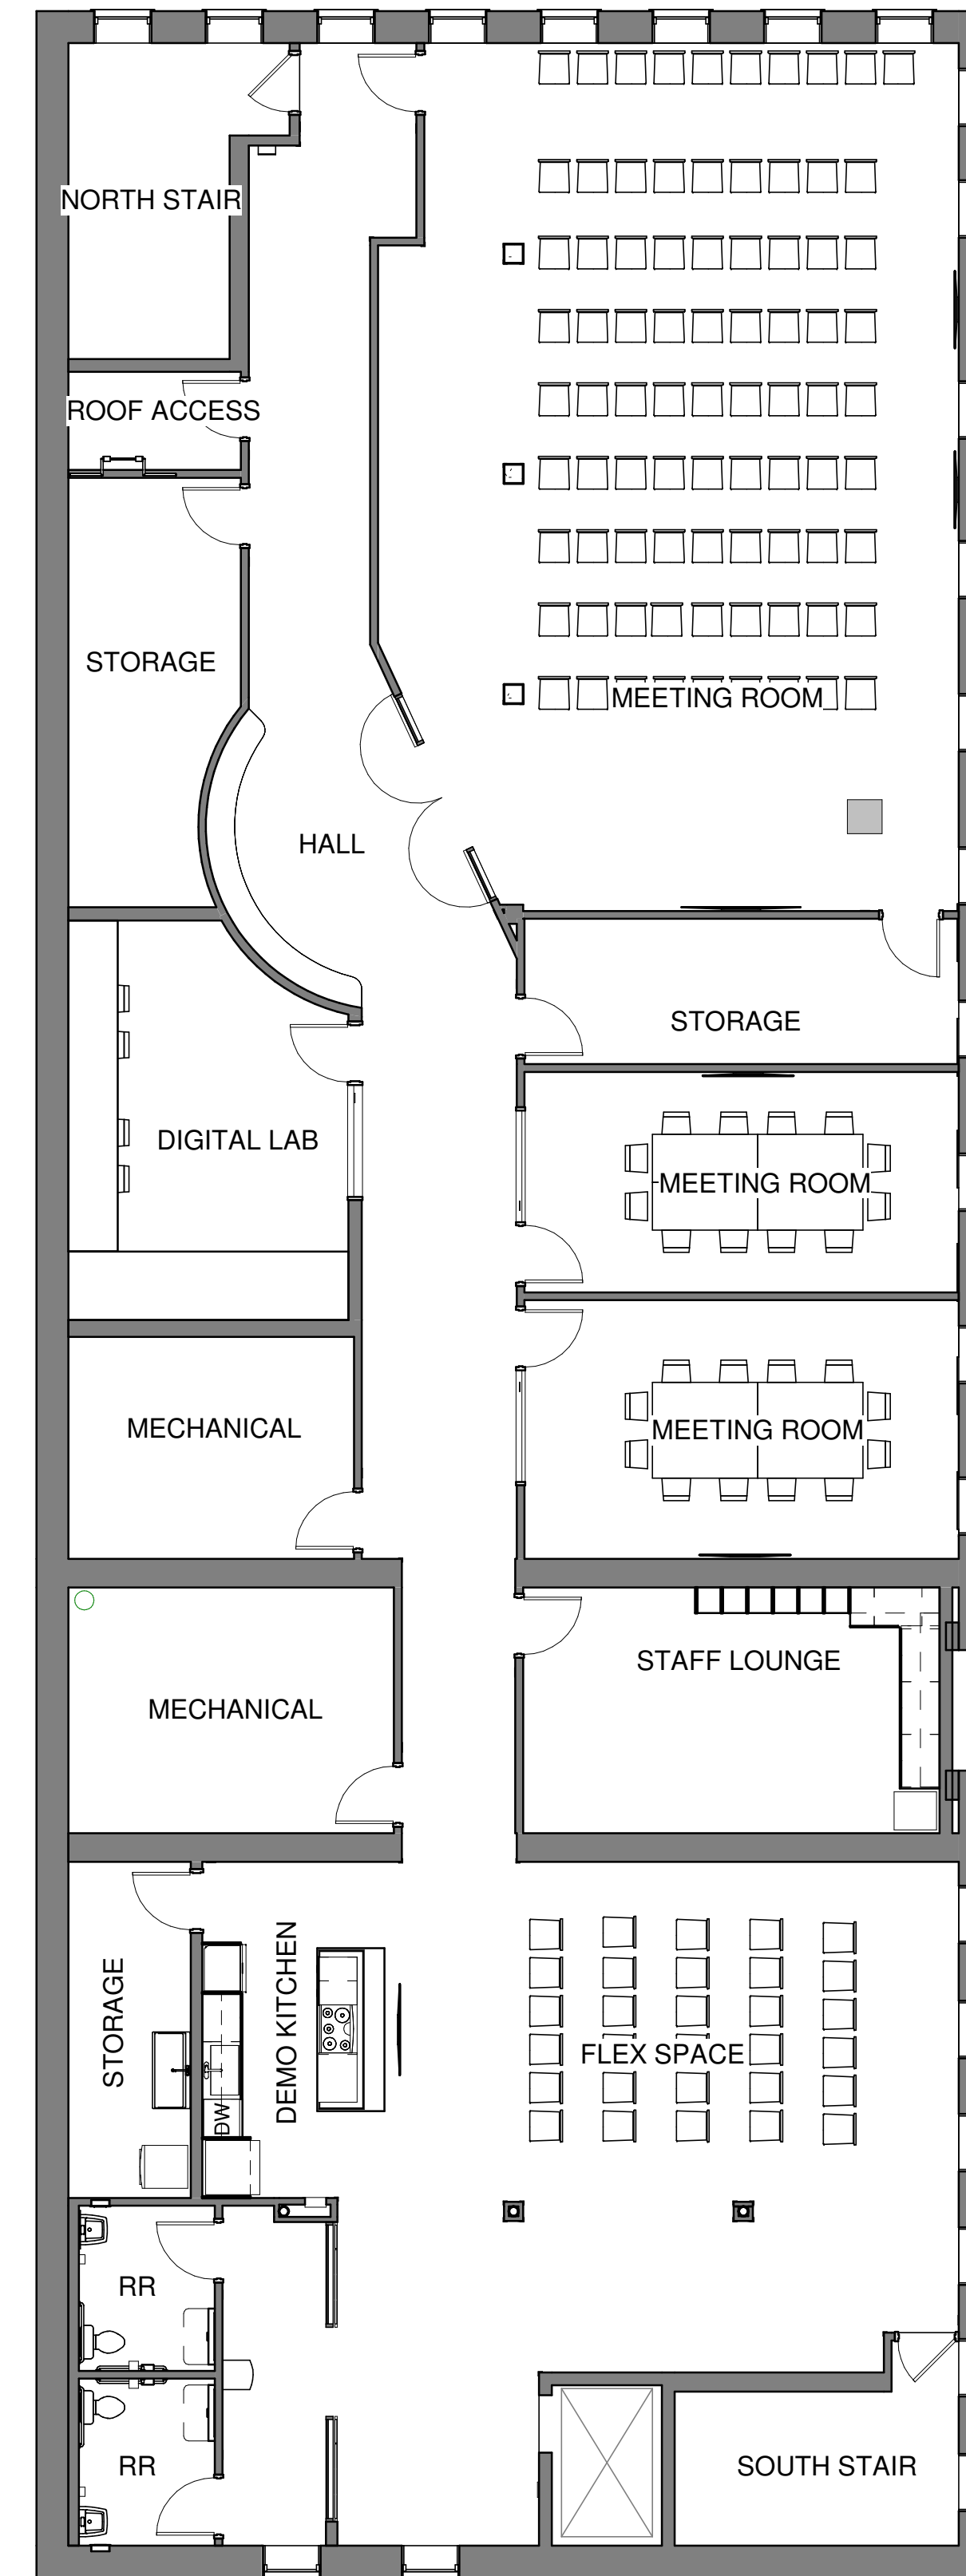 NORTH STAIR
ROOF ACCESS
STORAGE
MEETING ROOM
HALL
STORAGE
DIGITAL LAB
MEETING ROOM
MECHANICAL
MEETING ROOM
STAFF LOUNGE
MECHANICAL
STORAGE
DEMO KITCHEN
FLEX SPACE
DW
RR
RR
SOUTH STAIR